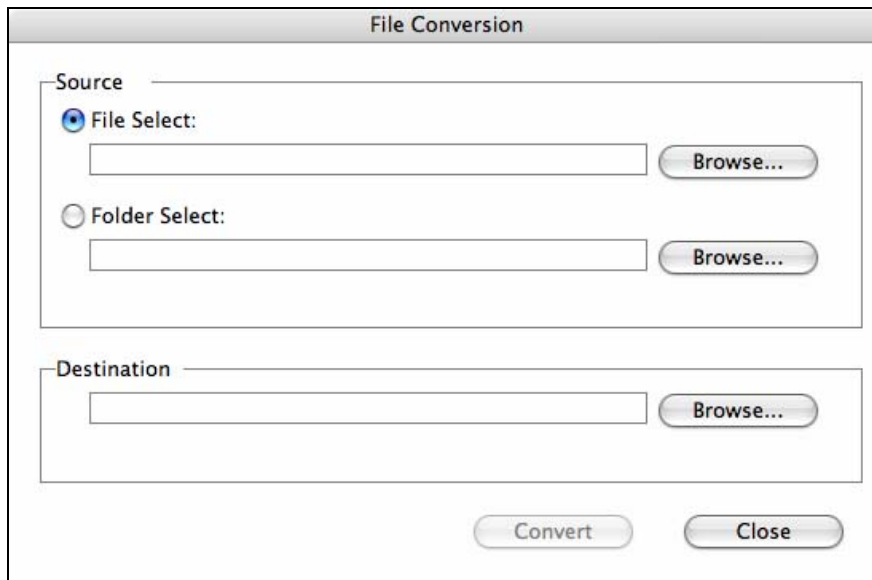 File Conversion
Source
File Select:
Browse...
Folder Select:
Browse...
Destination
Browse...
Convert
Close